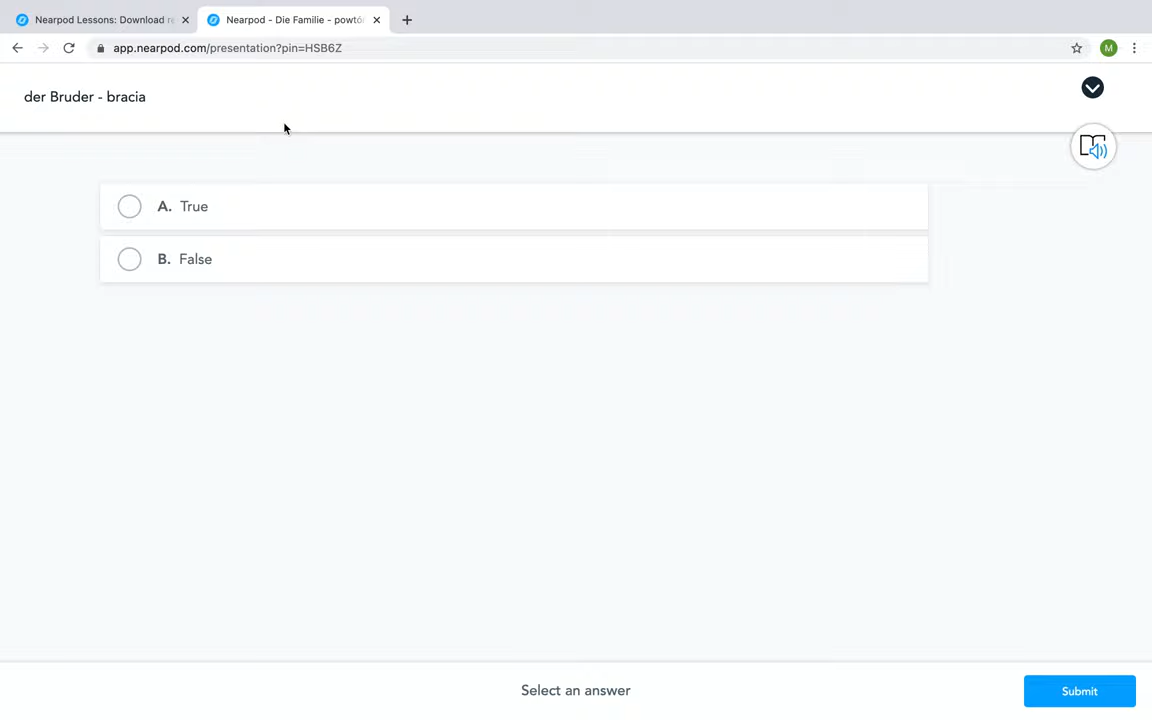 Nearpod Lessons: Download re
Nearpod - Die Familie - powtó
app.nearpod.com/presentation?pin=HSB6Z
M
der Bruder - bracia
A. True
B. False
Select an answer
Submit